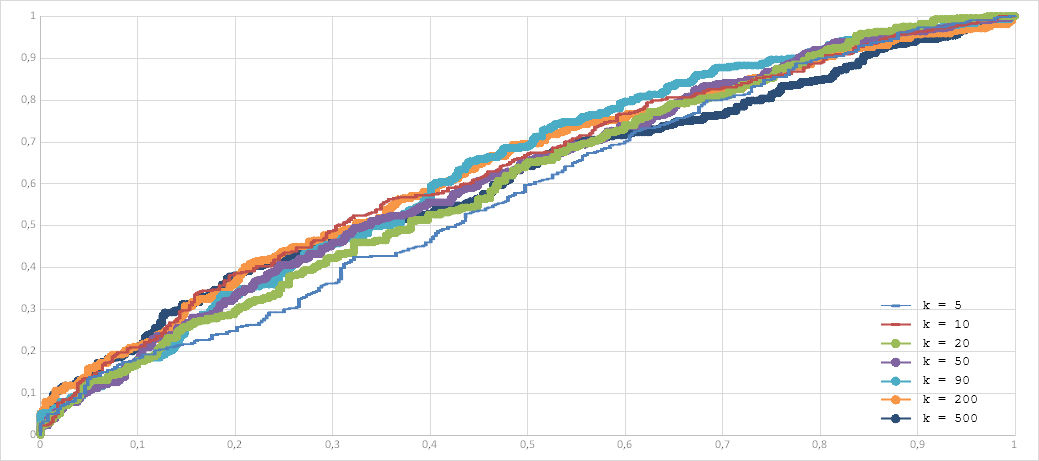 1
0,9
0,8
0,7
0,6
0,5
0,4
0,3
0,2
0,1
0
0 0,1 0,2 0,3 0,4 0,5 0,6 0,7 0,8 0,9 1
k = 5
k = 10
k = 20
k = 50
k = 90
k = 200
k = 500